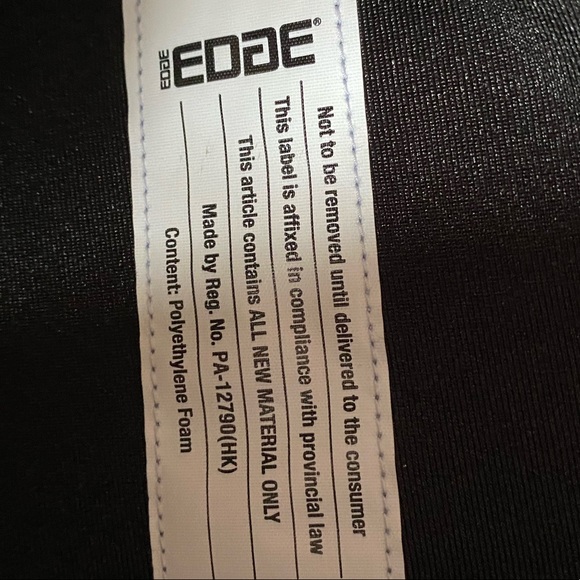 EDGE®
EDGE
Not to be removed until delivered to the consumer
This label is affixed in compliance with provincial law
This article contains ALL NEW MATERIAL ONLY
Made by Reg. No. PA-12790(HK)
Content: Polyethylene Foam